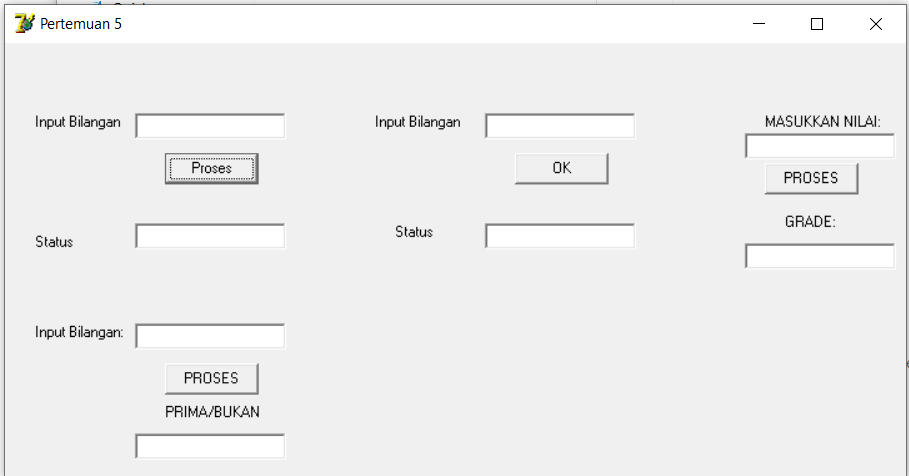 Pertemuan 5
Input Bilangan
Proses
Status
Input Bilangan
OK
Status
MASUKKAN NILAI:
PROSES
GRADE:
Input Bilangan:
PROSES
PRIMA/BUKAN